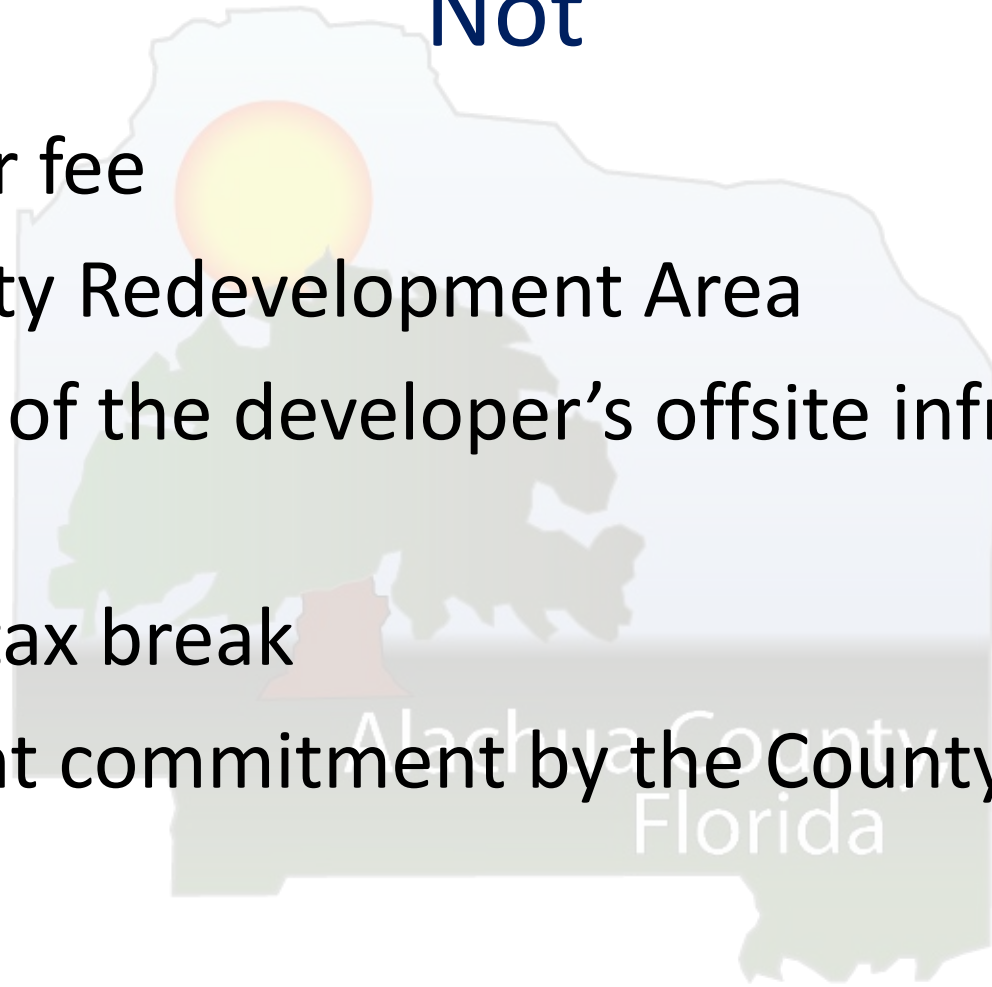 Not
r fee
ty Redevelopment Area
of the developer’s offsite infr
tax break
nt commitment by the County
Alachua County,
Florida